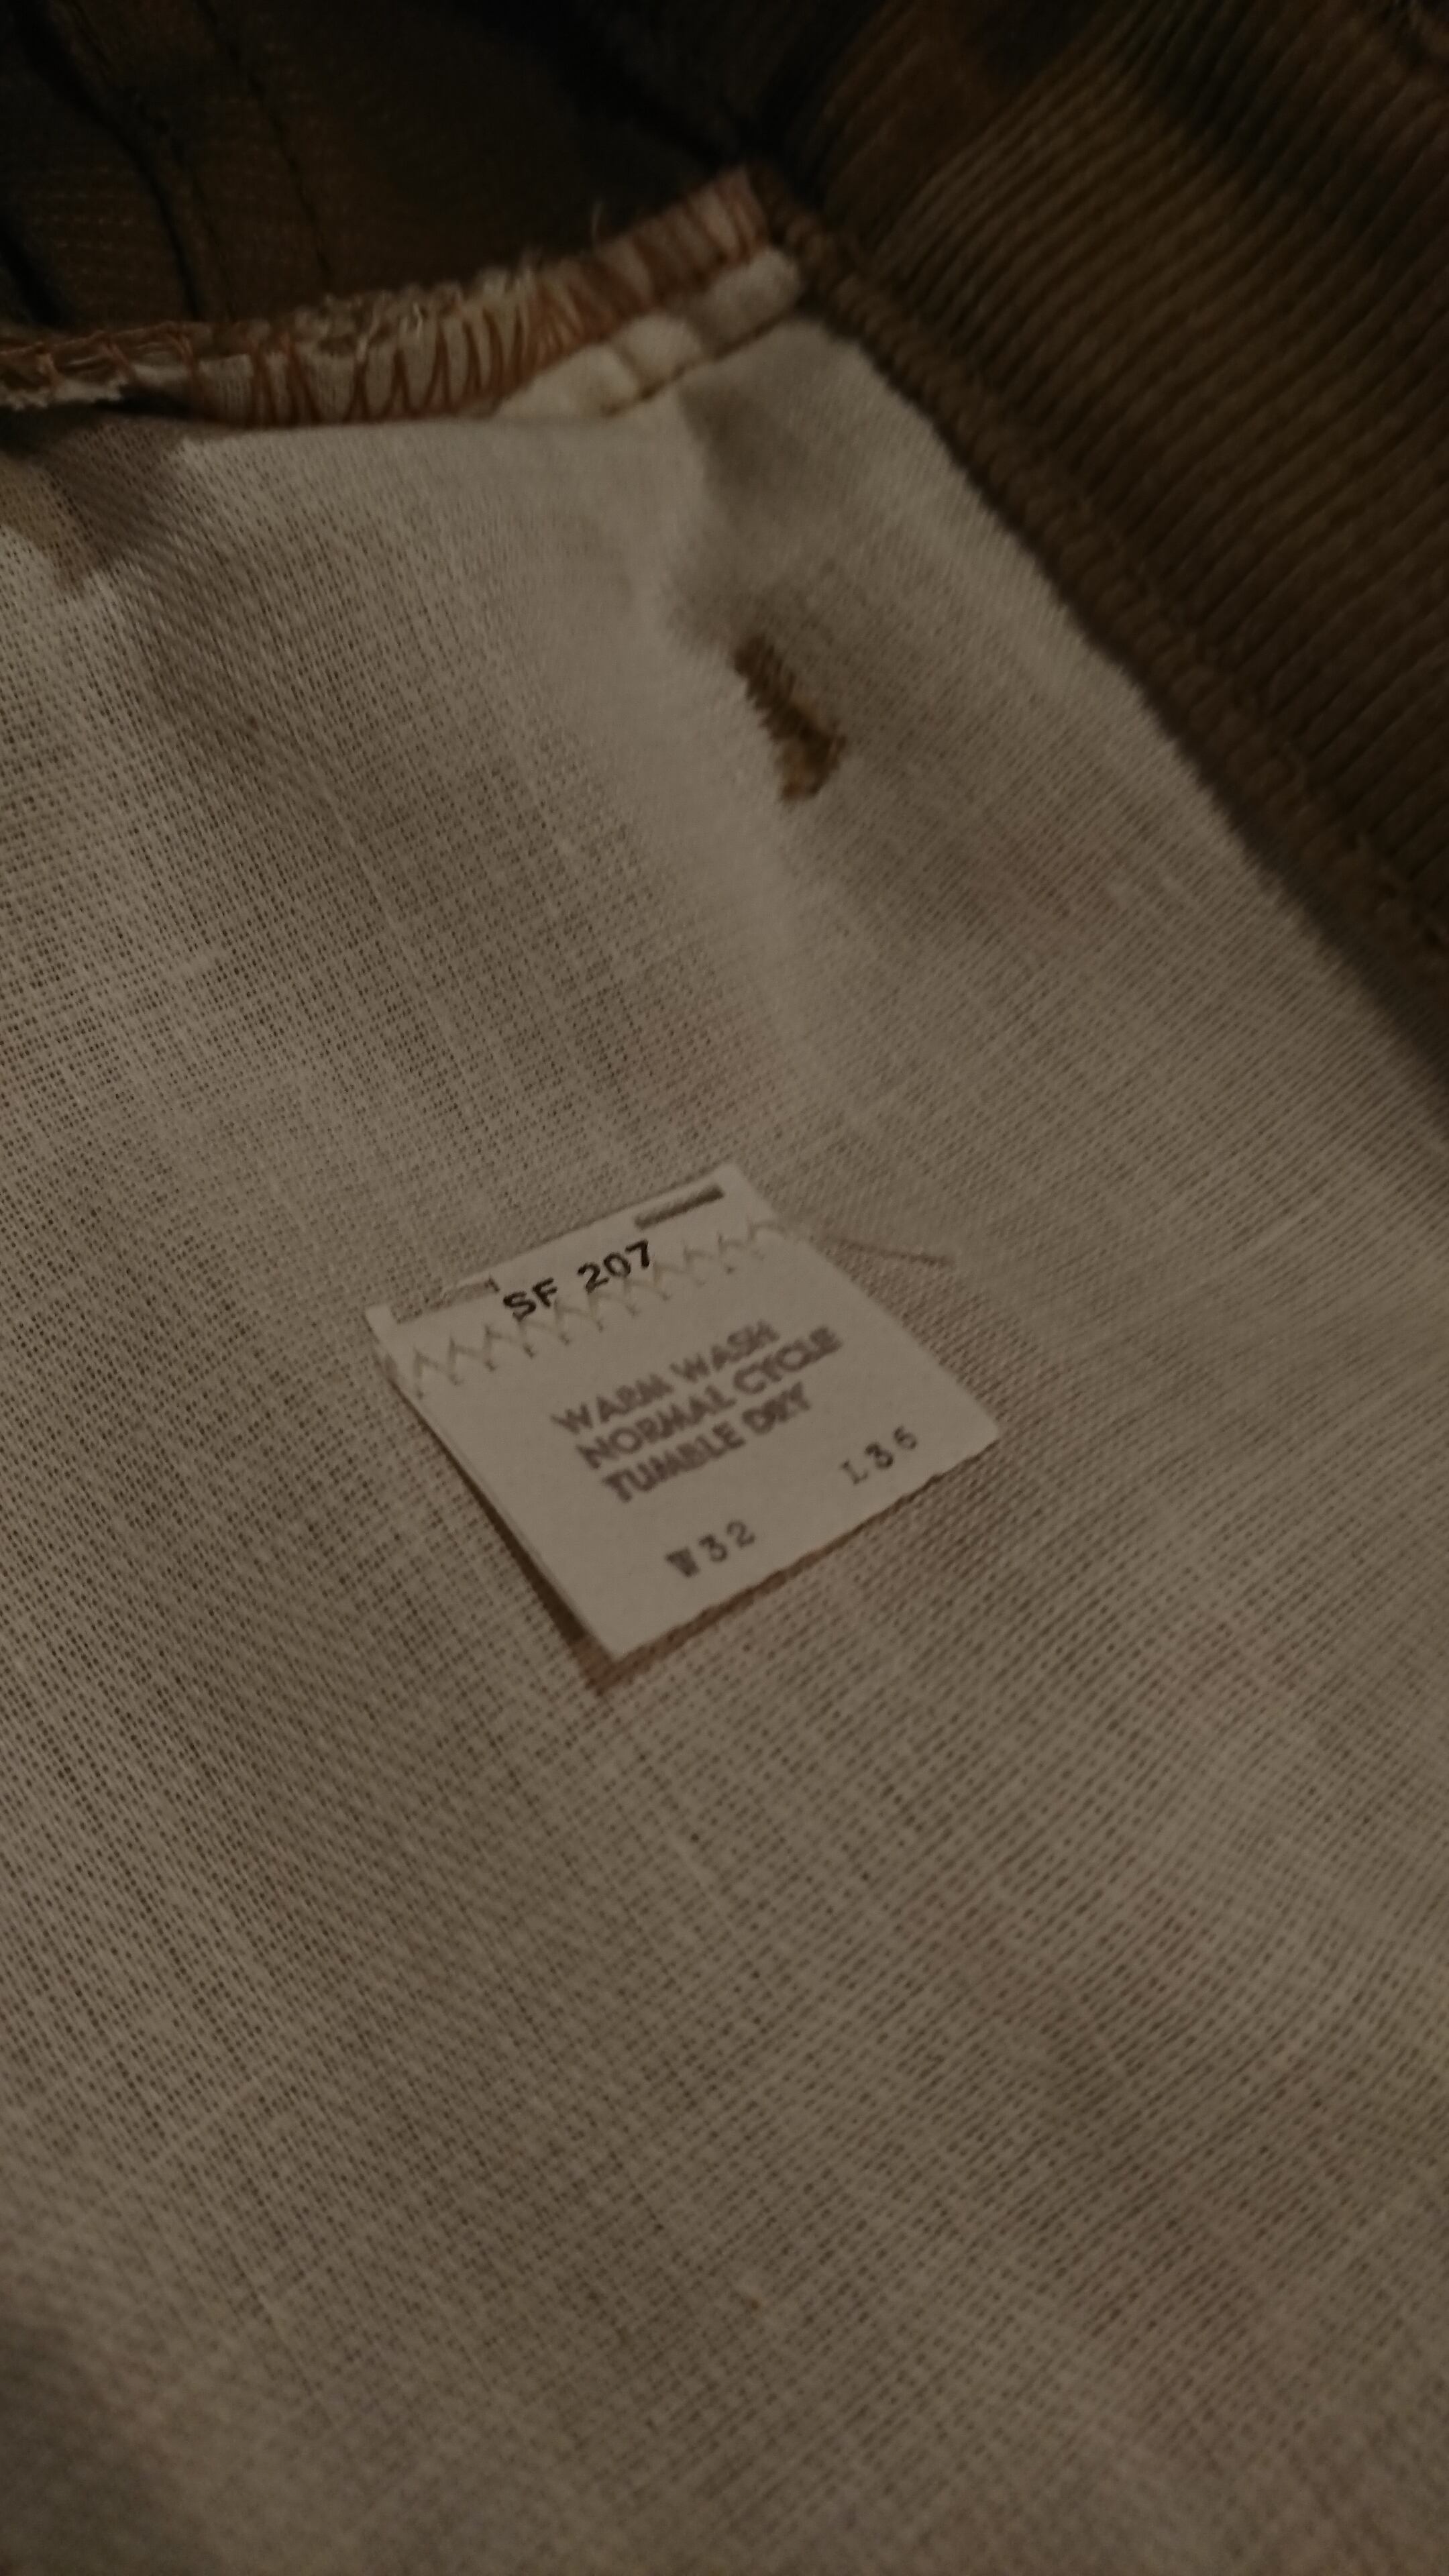 SF 207
WARM WASH
NORMAL CYCLE
TUMBLE DRY
W32 L36